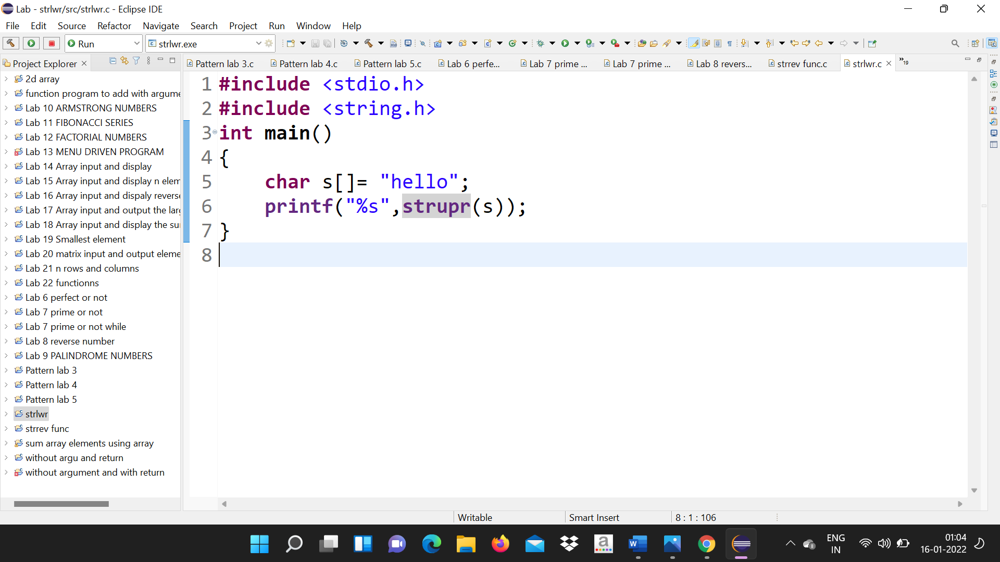 Lab - strlwr/src/strlwr.c - Eclipse IDE
File Edit Source Refactor Navigate Search Project Run Window Help
Run strlwr.exe
Project Explorer
Pattern lab 3.c Pattern lab 4.c Pattern lab 5.c Lab 6 perfe... Lab 7 prime ... Lab 7 prime ... Lab 8 revers... strrev func.c strlwr.c »19
2d array
function program to add with argume
Lab 10 ARMSTRONG NUMBERS
Lab 11 FIBONACCI SERIES
Lab 12 FACTORIAL NUMBERS
Lab 13 MENU DRIVEN PROGRAM
Lab 14 Array input and display
Lab 15 Array input and display n elem
Lab 16 Array input and dispaly reverse
Lab 17 Array input and output the larg
Lab 18 Array input and display the su
Lab 19 Smallest element
Lab 20 matrix input and output eleme
Lab 21 n rows and columns
Lab 22 functionns
Lab 6 perfect or not
Lab 7 prime or not
Lab 7 prime or not while
Lab 8 reverse number
Lab 9 PALINDROME NUMBERS
Pattern lab 3
Pattern lab 4
Pattern lab 5
strlwr
strrev func
sum array elements using array
without argu and return
without argument and with return
1 #include <stdio.h>
2 #include <string.h>
3 int main()
4 {
5 char s[]= "hello";
6 printf("%s",strupr(s));
7 }
8
Writable Smart Insert 8 : 1 : 106
ENG
IN
01:04
16-01-2022